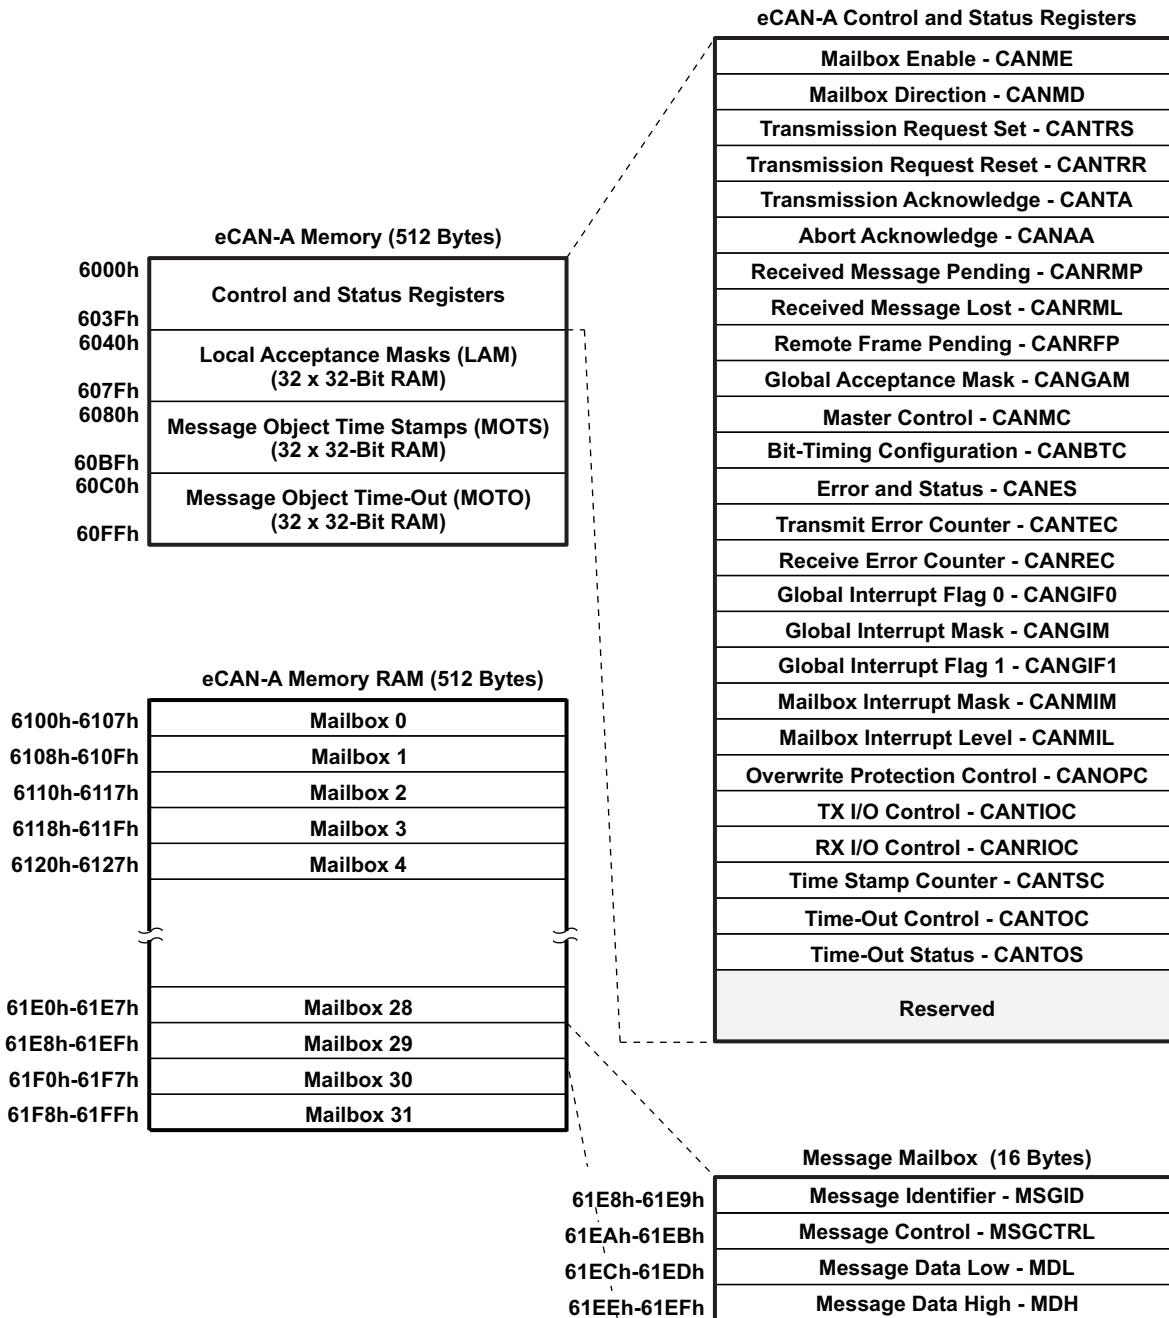 eCAN-A Control and Status Registers
Mailbox Enable - CANME
Mailbox Direction - CANMD
Transmission Request Set - CANTRS
Transmission Request Reset - CANTRR
Transmission Acknowledge - CANTA
Abort Acknowledge - CANAA
Received Message Pending - CANRMP
Received Message Lost - CANRML
Remote Frame Pending - CANRFP
Global Acceptance Mask - CANGAM
Master Control - CANMC
Bit-Timing Configuration - CANBTC
Error and Status - CANES
Transmit Error Counter - CANTEC
Receive Error Counter - CANREC
Global Interrupt Flag 0 - CANGIF0
Global Interrupt Mask - CANGIM
Global Interrupt Flag 1 - CANGIF1
Mailbox Interrupt Mask - CANMIM
Mailbox Interrupt Level - CANMIL
Overwrite Protection Control - CANOPC
TX I/O Control - CANTIOC
RX I/O Control - CANRIOC
Time Stamp Counter - CANTSC
Time-Out Control - CANTOC
Time-Out Status - CANTOS
Reserved
eCAN-A Memory (512 Bytes)
6000h
Control and Status Registers
603Fh
6040h
Local Acceptance Masks (LAM)
(32 x 32-Bit RAM)
607Fh
6080h
Message Object Time Stamps (MOTS)
(32 x 32-Bit RAM)
60BFh
60C0h
Message Object Time-Out (MOTO)
(32 x 32-Bit RAM)
60FFh
eCAN-A Memory RAM (512 Bytes)
6100h-6107h Mailbox 0
6108h-610Fh Mailbox 1
6110h-6117h Mailbox 2
6118h-611Fh Mailbox 3
6120h-6127h Mailbox 4
61E0h-61E7h Mailbox 28
61E8h-61EFh Mailbox 29
61F0h-61F7h Mailbox 30
61F8h-61FFh Mailbox 31
Message Mailbox (16 Bytes)
61E8h-61E9h Message Identifier - MSGID
61EAh-61EBh Message Control - MSGCTRL
61ECh-61EDh Message Data Low - MDL
61EEh-61EFh Message Data High - MDH